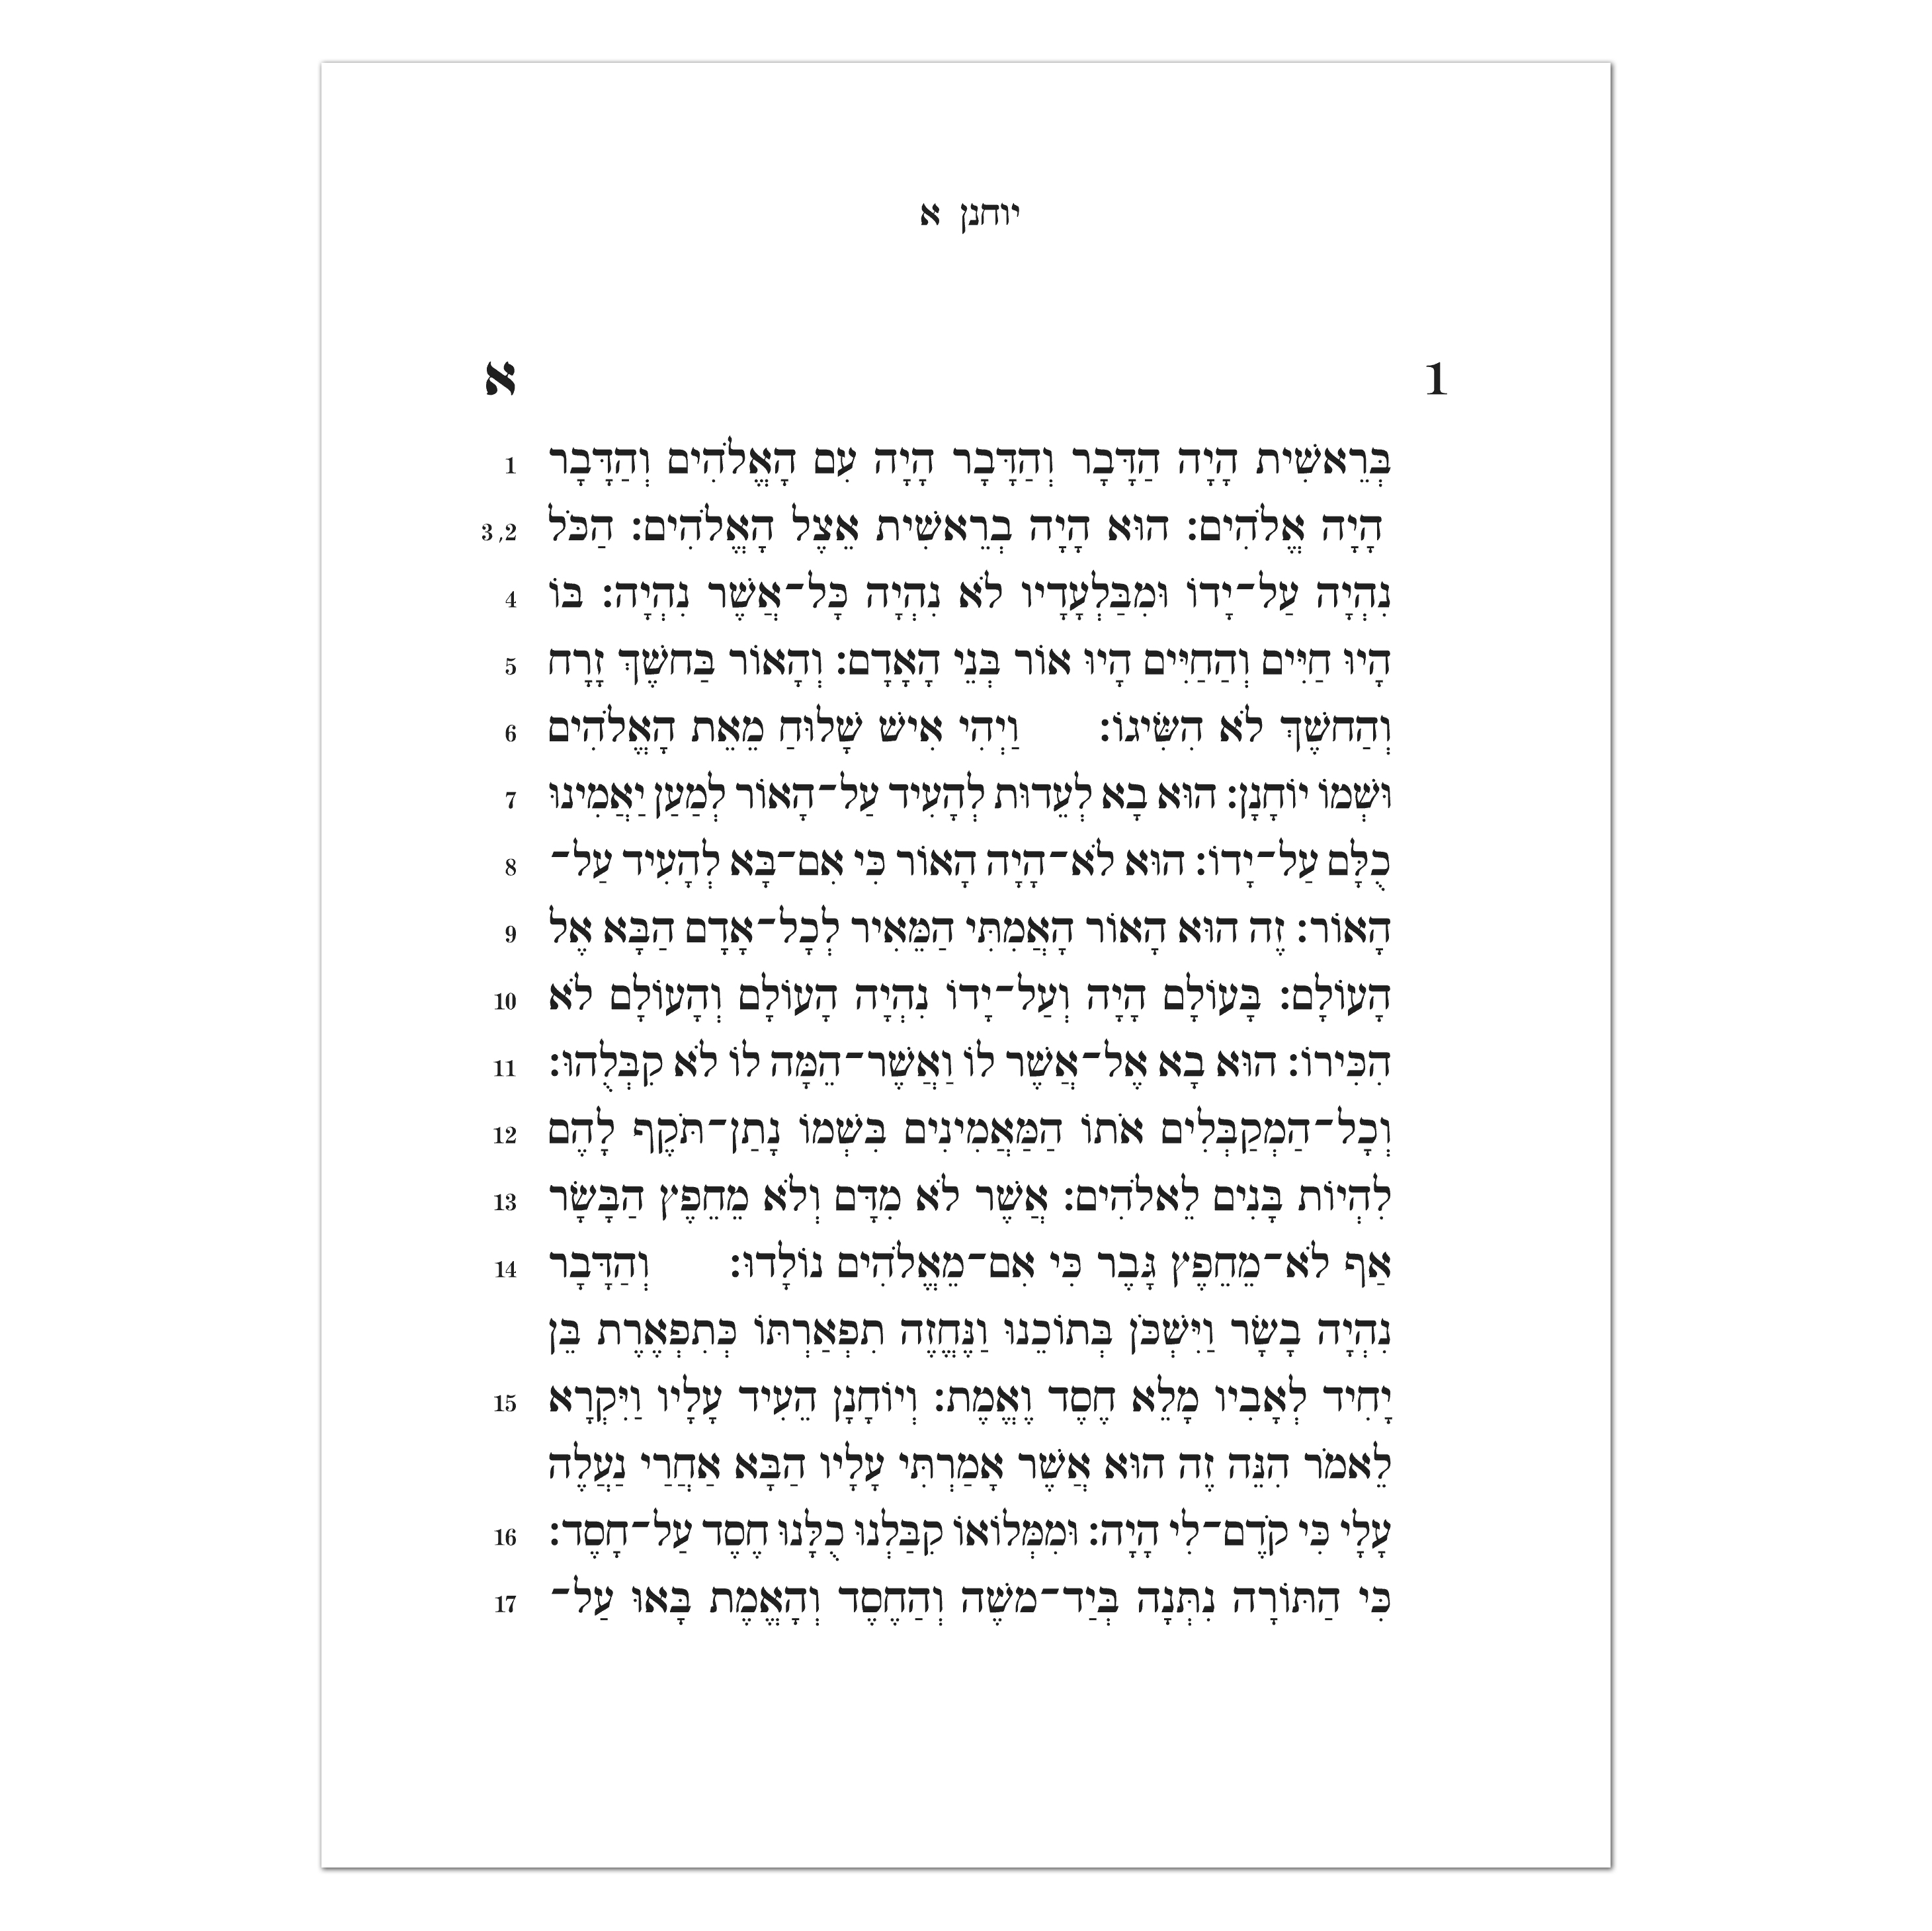 יוחנן א
1 א
בְּרֵאשִׁית הָיָה הַדָּבָר וְהַדָּבָר הָיָה עִם הָאֱלֹהִים וְהַדָּבָר 1
הָיָה אֱלֹהִים׃ הוּא הָיָה בְרֵאשִׁית אֵצֶל הָאֱלֹהִים׃ הַכֹּל 2, 3
נִהְיָה עַל־יָדוֹ וּמִבַּלְעָדָיו לֹא נִהְיָה כָּל־אֲשֶׁר נִהְיָה׃ בּוֹ 4
הָיוּ חַיִּים וְהַחַיִּים הָיוּ אוֹר בְּנֵי הָאָדָם׃ וְהָאוֹר בַּחשֶׁךְ זָרָח 5
וְהַחשֶׁךְ לֹא הִשִּׂיגוֹ׃ וַיְהִי אִישׁ שָׁלוּחַ מֵאֵת הָאֱלֹהִים 6
וּשְׁמוֹ יוֹחָנָן׃ הוּא בָא לְעֵדוּת לְהָעִיד עַל־הָאוֹר לְמַעַן יַאֲמִינוּ 7
כֻלָּם עַל־יָדוֹ׃ הוּא לֹא־הָיָה הָאוֹר כִּי אִם־בָּא לְהָעִיד עַל־ 8
הָאוֹר׃ זֶה הוּא הָאוֹר הָאֲמִתִּי הַמֵּאִיר לְכָל־אָדָם הַבָּא אֶל 9
הָעוֹלָם׃ בָּעוֹלָם הָיָה וְעַל־יָדוֹ נִהְיָה הָעוֹלָם וְהָעוֹלָם לֹא 10
הִכִּירוֹ׃ הוּא בָא אֶל־אֲשֶׁר לוֹ וַאֲשֶׁר־הֵמָּה לוֹ לֹא קִבְּלֻהוּ׃ 11
וְכָל־הַמְקַבְּלִים אֹתוֹ הַמַּאֲמִינִים בִּשְׁמוֹ נָתַן־תֹּקֶף לָהֶם 12
לִהְיוֹת בָּנִים לֵאלֹהִים׃ אֲשֶׁר לֹא מִדָּם וְלֹא מֵחֵפֶץ הַבָּשָׂר 13
אַף לֹא־מֵחֵפֶץ גָּבֶר כִּי אִם־מֵאֱלֹהִים נוֹלָדוּ׃ וְהַדָּבָר 14
נִהְיָה בָשָׂר וַיִּשְׁכֹּן בְּתוֹכֵנוּ וַנֶּחֱזֶה תִפְאַרְתּוֹ כְּתִפְאֶרֶת בֵּן
יָחִיד לְאָבִיו מָלֵא חֶסֶד וֶאֱמֶת׃ וְיוֹחָנָן הֵעִיד עָלָיו וַיִּקְרָא 15
לֵאמֹר הִנֵּה זֶה הוּא אֲשֶׁר אָמַרְתִּי עָלָיו הַבָּא אַחֲרַי נַעֲלֶה
עָלָי כִּי קֹדֶם־לִי הָיָה׃ וּמִמְּלוֹאוֹ קִבַּלְנוּ כֻלָּנוּ חֶסֶד עַל־חָסֶד׃ 16
כִּי הַתּוֹרָה נִתְּנָה בְּיַד־משֶׁה וְהַחֶסֶד וְהָאֱמֶת בָּאוּ עַל־ 17